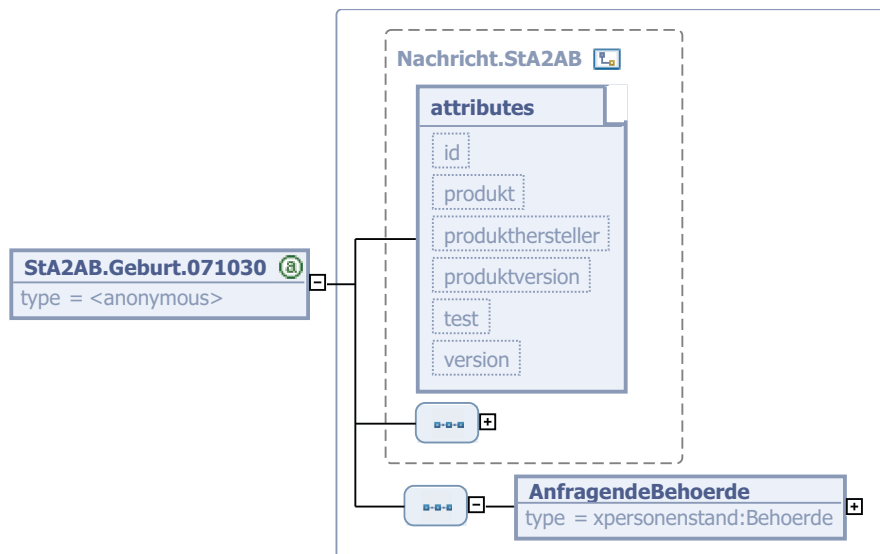 Nachricht.StA2AB
attributes
id
produkt
produkthersteller
produktversion
test
version
StA2AB.Geburt.071030 @
type = <anonymous>
AnfragendeBehoerde
type = xpersonenstand:Behoerde